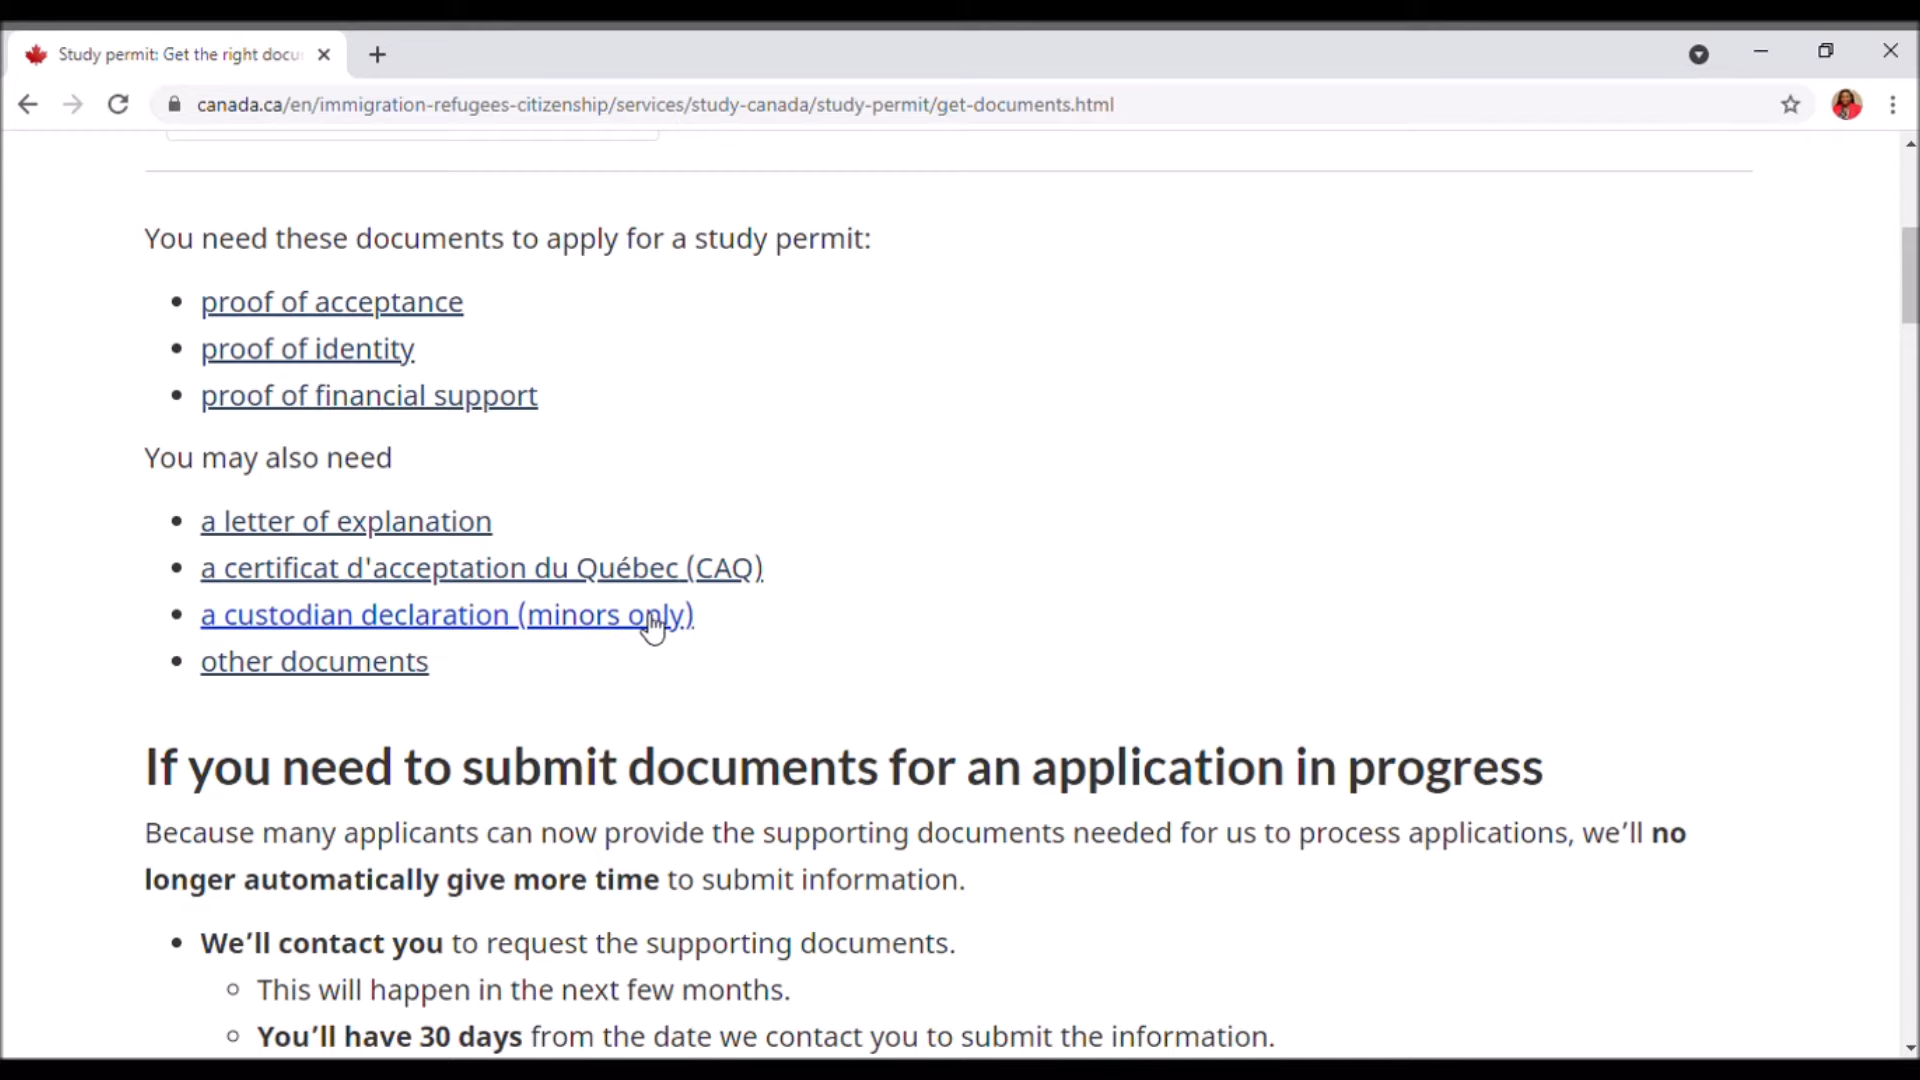 Study permit: Get the right docu
canada.ca/en/immigration-refugees-citizenship/services/study-canada/study-permit/get-documents.html
You need these documents to apply for a study permit:
• proof of acceptance
• proof of identity
• proof of financial support
You may also need
• a letter of explanation
• a certificat d'acceptation du Québec (CAQ)
• a custodian declaration (minors only)
• other documents
If you need to submit documents for an application in progress
Because many applicants can now provide the supporting documents needed for us to process applications, we’ll no
longer automatically give more time to submit information.
• We’ll contact you to request the supporting documents.
◦ This will happen in the next few months.
◦ You’ll have 30 days from the date we contact you to submit the information.